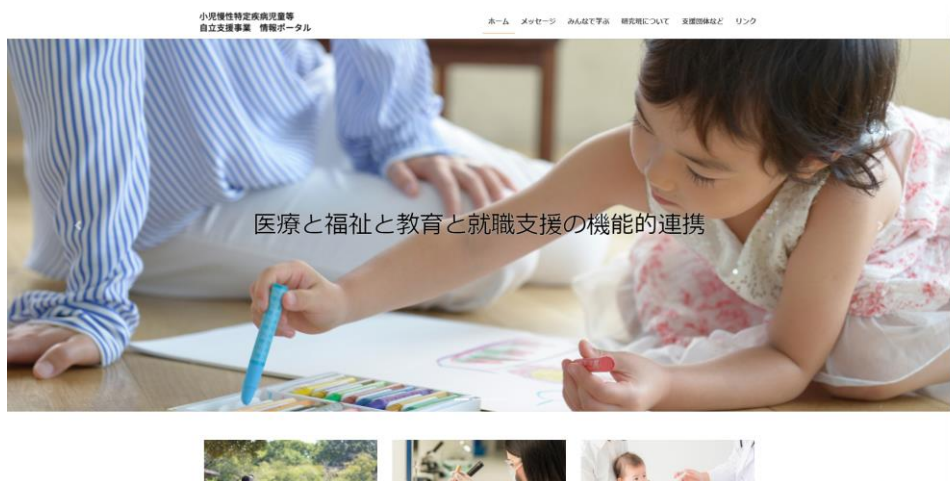 小児慢性特定疾病児童等
自立支援事業　情報ポータル
ホーム　メッセージ　みんなで学ぶ　研究班について　支援団体など　リンク
医療と福祉と教育と就職支援の機能的連携